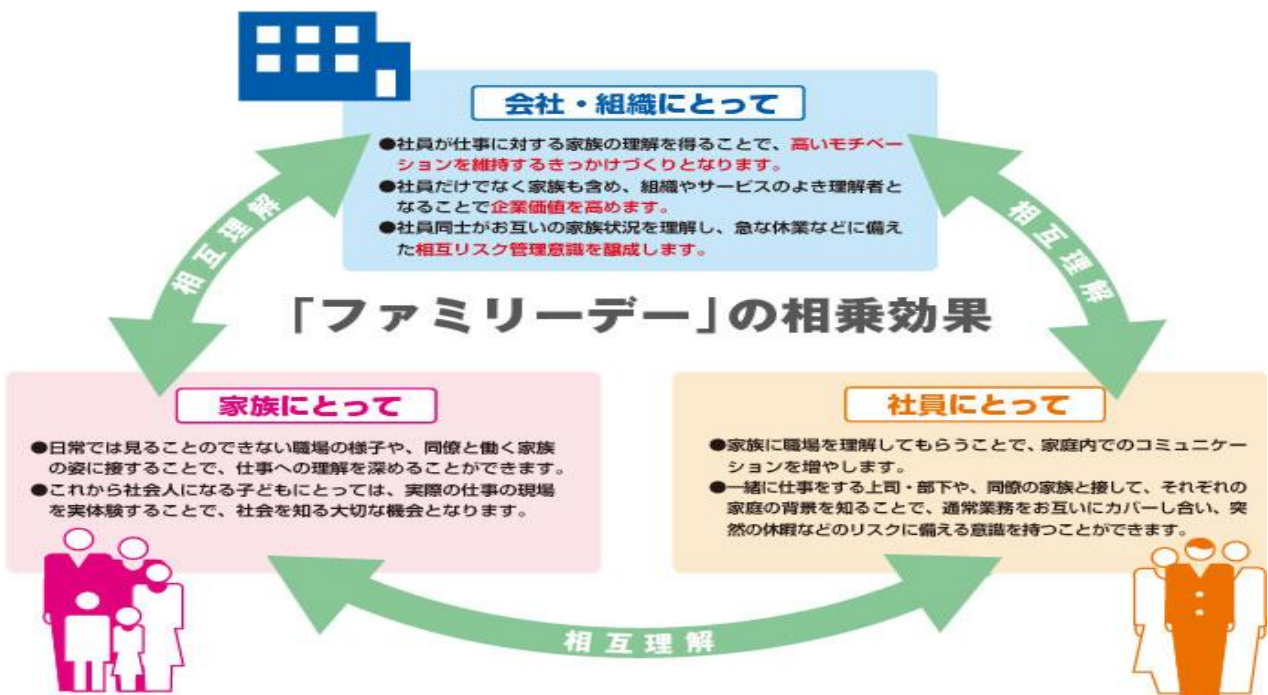 会社・組織にとって
●社員が仕事に対する家族の理解を得ることで、高いモチベー
ションを維持するきっかけづくりとなります。
●社員だけでなく家族も含め、組織やサービスのよき理解者と
なることで企業価値を高めます。
●社員同士がお互いの家族状況を理解し、急な休業などに備え
た相互リスク管理意識を醸成します。
相互理解
相互理解
「ファミリーデー」の相乗効果
家族にとって
●日常では見ることのできない職場の様子や、同僚と働く家族
の姿に接することで、仕事への理解を深めることができます。
●これから社会人になる子どもにとっては、実際の仕事の現場
を実体験することで、社会を知る大切な機会となります。
社員にとって
●家族に職場を理解してもらうことで、家庭内でのコミュニケー
ションを増やします。
●一緒に仕事をする上司・部下や、同僚の家族と接して、それぞれの
家庭の背景を知ることで、通常業務をお互いにカバーし合い、突
然の休暇などのリスクに備える意識を持つことができます。
相互理解